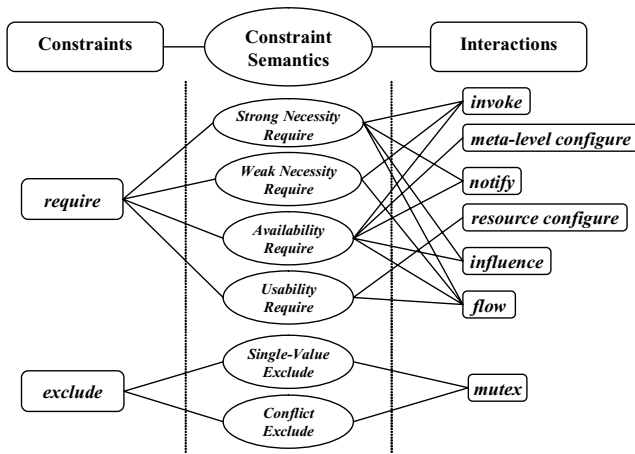 Constraints
Constraint
Semantics
Interactions
require
Strong Necessity
Require
Weak Necessity
Require
Availability
Require
Usability
Require
invoke
meta-level configure
notify
resource configure
influence
flow
exclude
Single-Value
Exclude
Conflict
Exclude
mutex